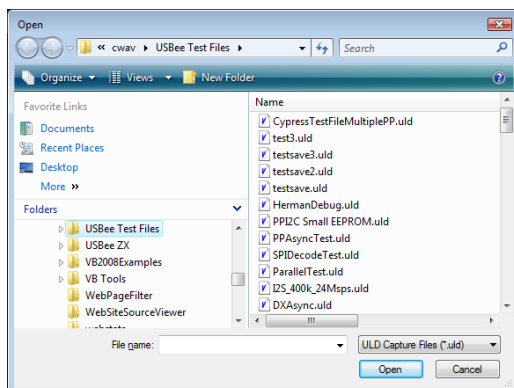 Open
« cwav ▸ USBee Test Files ▸ Search
Organize Views New Folder
Favorite Links
Documents
Recent Places
Desktop
More »
Folders
USBee Test Files
USBee ZX
VB2008Examples
VB Tools
WebPageFilter
WebSiteSourceViewer
Name
CypressTestFileMultiplePP.uld
test3.uld
testsave3.uld
testsave2.uld
testsave.uld
HermanDebug.uld
PPI2C Small EEPROM.uld
PPAsyncTest.uld
SPIDecodeTest.uld
ParallelTest.uld
I2S_400k_24Msps.uld
DXAsync.uld
File name: ULD Capture Files (*.uld)
Open Cancel